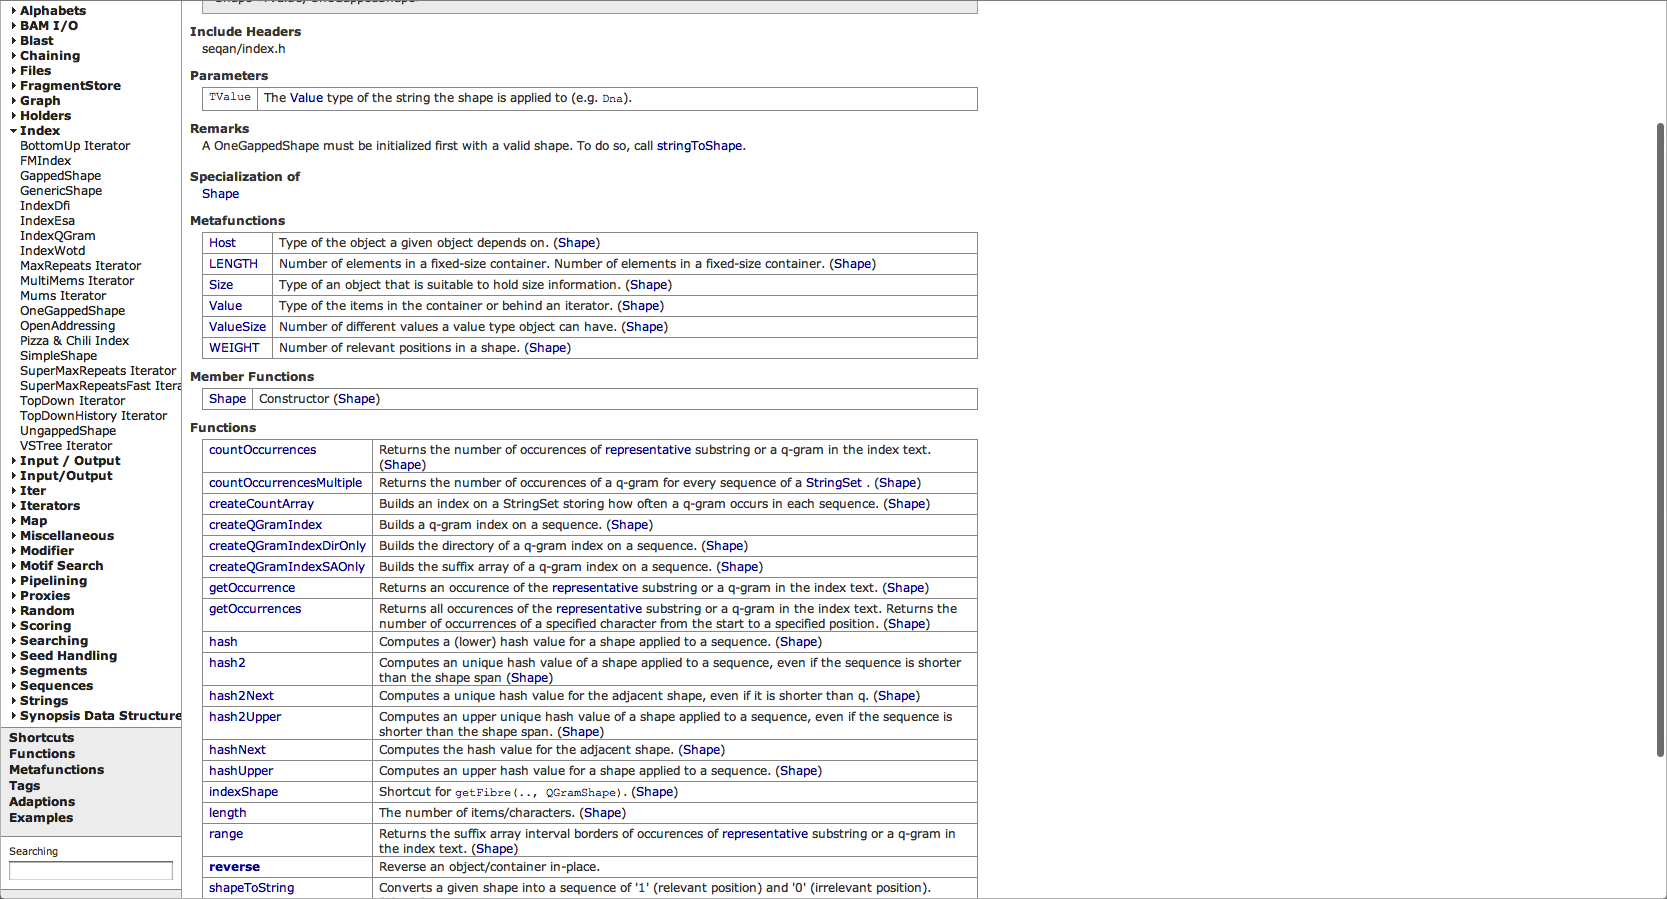 Alphabets
BAM I/O
Blast
Chaining
Files
FragmentStore
Graph
Holders
Index
BottomUp Iterator
FMIndex
GappedShape
GenericShape
IndexDfi
IndexEsa
IndexQGram
IndexWotd
MaxRepeats Iterator
MultiMems Iterator
Mums Iterator
OneGappedShape
OpenAddressing
Pizza & Chili Index
SimpleShape
SuperMaxRepeats Iterator
SuperMaxRepeatsFast Itera
TopDown Iterator
TopDownHistory Iterator
UngappedShape
VSTree Iterator
Input / Output
Input/Output
Iter
Iterators
Map
Miscellaneous
Modifier
Motif Search
Pipelining
Proxies
Random
Scoring
Searching
Seed Handling
Segments
Sequences
Strings
Synopsis Data Structure
Shortcuts
Functions
Metafunctions
Tags
Adaptions
Examples
Searching
Include Headers
seqan/index.h
Parameters
TValue The Value type of the string the shape is applied to (e.g. Dna).
Remarks
A OneGappedShape must be initialized first with a valid shape. To do so, call stringToShape.
Specialization of
Shape
Metafunctions
Host Type of the object a given object depends on. (Shape)
LENGTH Number of elements in a fixed-size container. Number of elements in a fixed-size container. (Shape)
Size Type of an object that is suitable to hold size information. (Shape)
Value Type of the items in the container or behind an iterator. (Shape)
ValueSize Number of different values a value type object can have. (Shape)
WEIGHT Number of relevant positions in a shape. (Shape)
Member Functions
Shape Constructor (Shape)
Functions
countOccurrences Returns the number of occurences of representative substring or a q-gram in the index text.
(Shape)
countOccurrencesMultiple Returns the number of occurences of a q-gram for every sequence of a StringSet . (Shape)
createCountArray Builds an index on a StringSet storing how often a q-gram occurs in each sequence. (Shape)
createQGramIndex Builds a q-gram index on a sequence. (Shape)
createQGramIndexDirOnly Builds the directory of a q-gram index on a sequence. (Shape)
createQGramIndexSAOnly Builds the suffix array of a q-gram index on a sequence. (Shape)
getOccurrence Returns an occurence of the representative substring or a q-gram in the index text. (Shape)
getOccurrences Returns all occurences of the representative substring or a q-gram in the index text. Returns the
number of occurrences of a specified character from the start to a specified position. (Shape)
hash Computes a (lower) hash value for a shape applied to a sequence. (Shape)
hash2 Computes an unique hash value of a shape applied to a sequence, even if the sequence is shorter
than the shape span (Shape)
hash2Next Computes a unique hash value for the adjacent shape, even if it is shorter than q. (Shape)
hash2Upper Computes an upper unique hash value of a shape applied to a sequence, even if the sequence is
shorter than the shape span. (Shape)
hashNext Computes the hash value for the adjacent shape. (Shape)
hashUpper Computes an upper hash value for a shape applied to a sequence. (Shape)
indexShape Shortcut for getFibre(.., QGramShape). (Shape)
length The number of items/characters. (Shape)
range Returns the suffix array interval borders of occurences of representative substring or a q-gram in
the index text. (Shape)
reverse Reverse an object/container in-place.
shapeToString Converts a given shape into a sequence of '1' (relevant position) and '0' (irrelevant position).